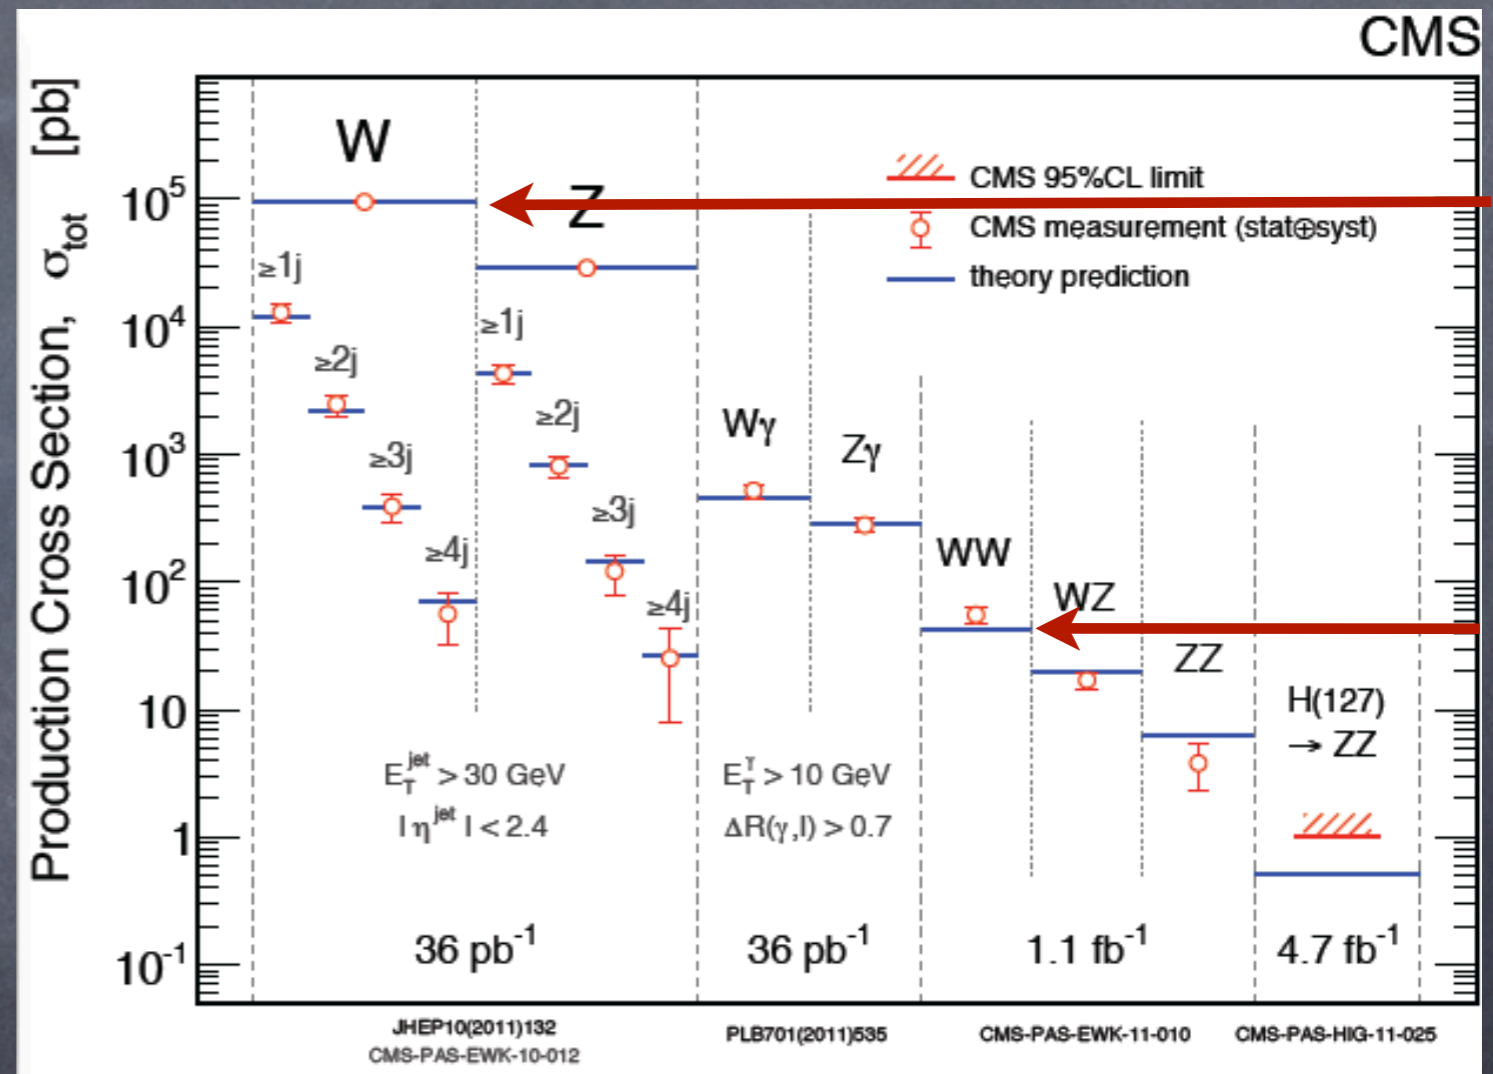 CMS
Production Cross Section, σtot [pb]
10^5
10^4
10^3
10^2
10
1
10^-1
W
≥1j
≥2j
≥3j
≥4j
Z
≥1j
≥2j
≥3j
≥4j
CMS 95%CL limit
CMS measurement (stat⊕syst)
theory prediction
Wγ
Zγ
WW
WZ
ZZ
H(127)
→ ZZ
E_T^jet > 30 GeV
|η^jet| < 2.4
E_T^γ > 10 GeV
ΔR(γ,l) > 0.7
36 pb^-1
36 pb^-1
1.1 fb^-1
4.7 fb^-1
JHEP10(2011)132
CMS-PAS-EWK-10-012
PLB701(2011)535
CMS-PAS-EWK-11-010
CMS-PAS-HIG-11-025